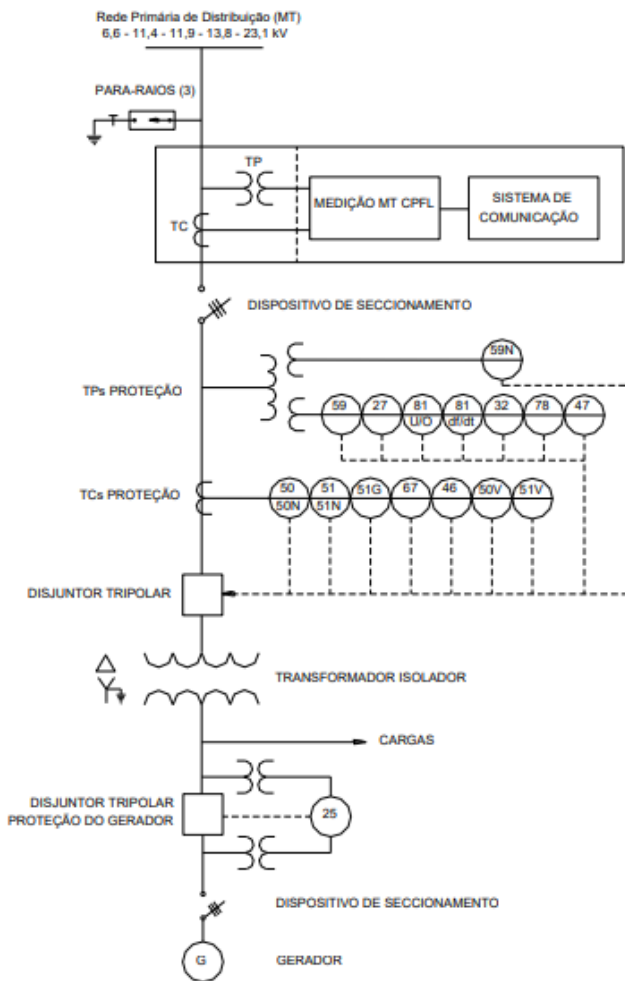 Rede Primária de Distribuição (MT)
6,6 - 11,4 - 11,9 - 13,8 - 23,1 kV
PARA-RAIOS (3)
TP
MEDIÇÃO MT CPFL
SISTEMA DE
COMUNICAÇÃO
TC
DISPOSITIVO DE SECCIONAMENTO
59N
TPs PROTEÇÃO
59 27 81 81 32 78 47
U/O df/dt
TCs PROTEÇÃO
50 51 51G 67 46 50V 51V
50N 51N
DISJUNTOR TRIPOLAR
TRANSFORMADOR ISOLADOR
CARGAS
DISJUNTOR TRIPOLAR
PROTEÇÃO DO GERADOR
25
DISPOSITIVO DE SECCIONAMENTO
G
GERADOR